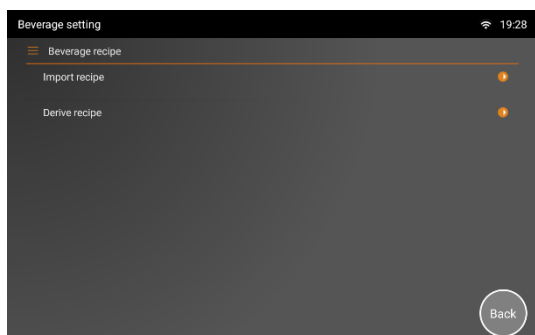 Beverage setting 19:28
Beverage recipe
Import recipe
Derive recipe
Back